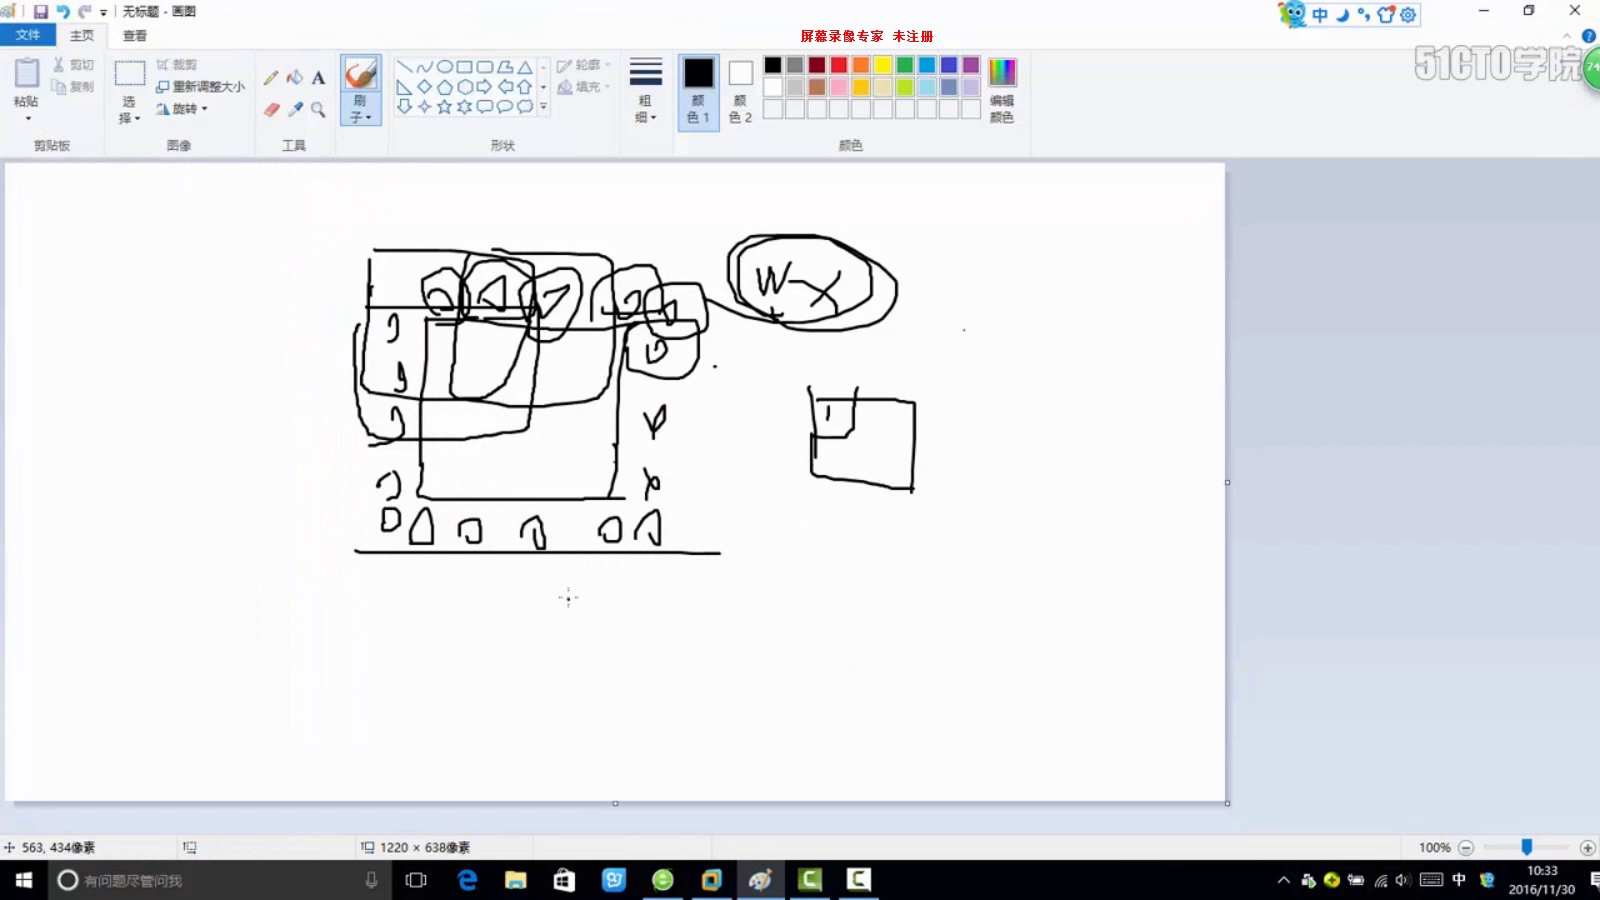 无标题 - 画图
中
文件
主页
查看
屏幕录像专家 未注册
51CTO学院
74
剪切
复制
粘贴
裁剪
重新调整大小
旋转
选择
A
刷子
轮廓
填充
粗细
颜色 1
颜色 2
编辑颜色
剪贴板
图像
工具
形状
颜色
563, 434像素
1220 × 638像素
100%
有问题尽管问我
中
10:33
2016/11/30